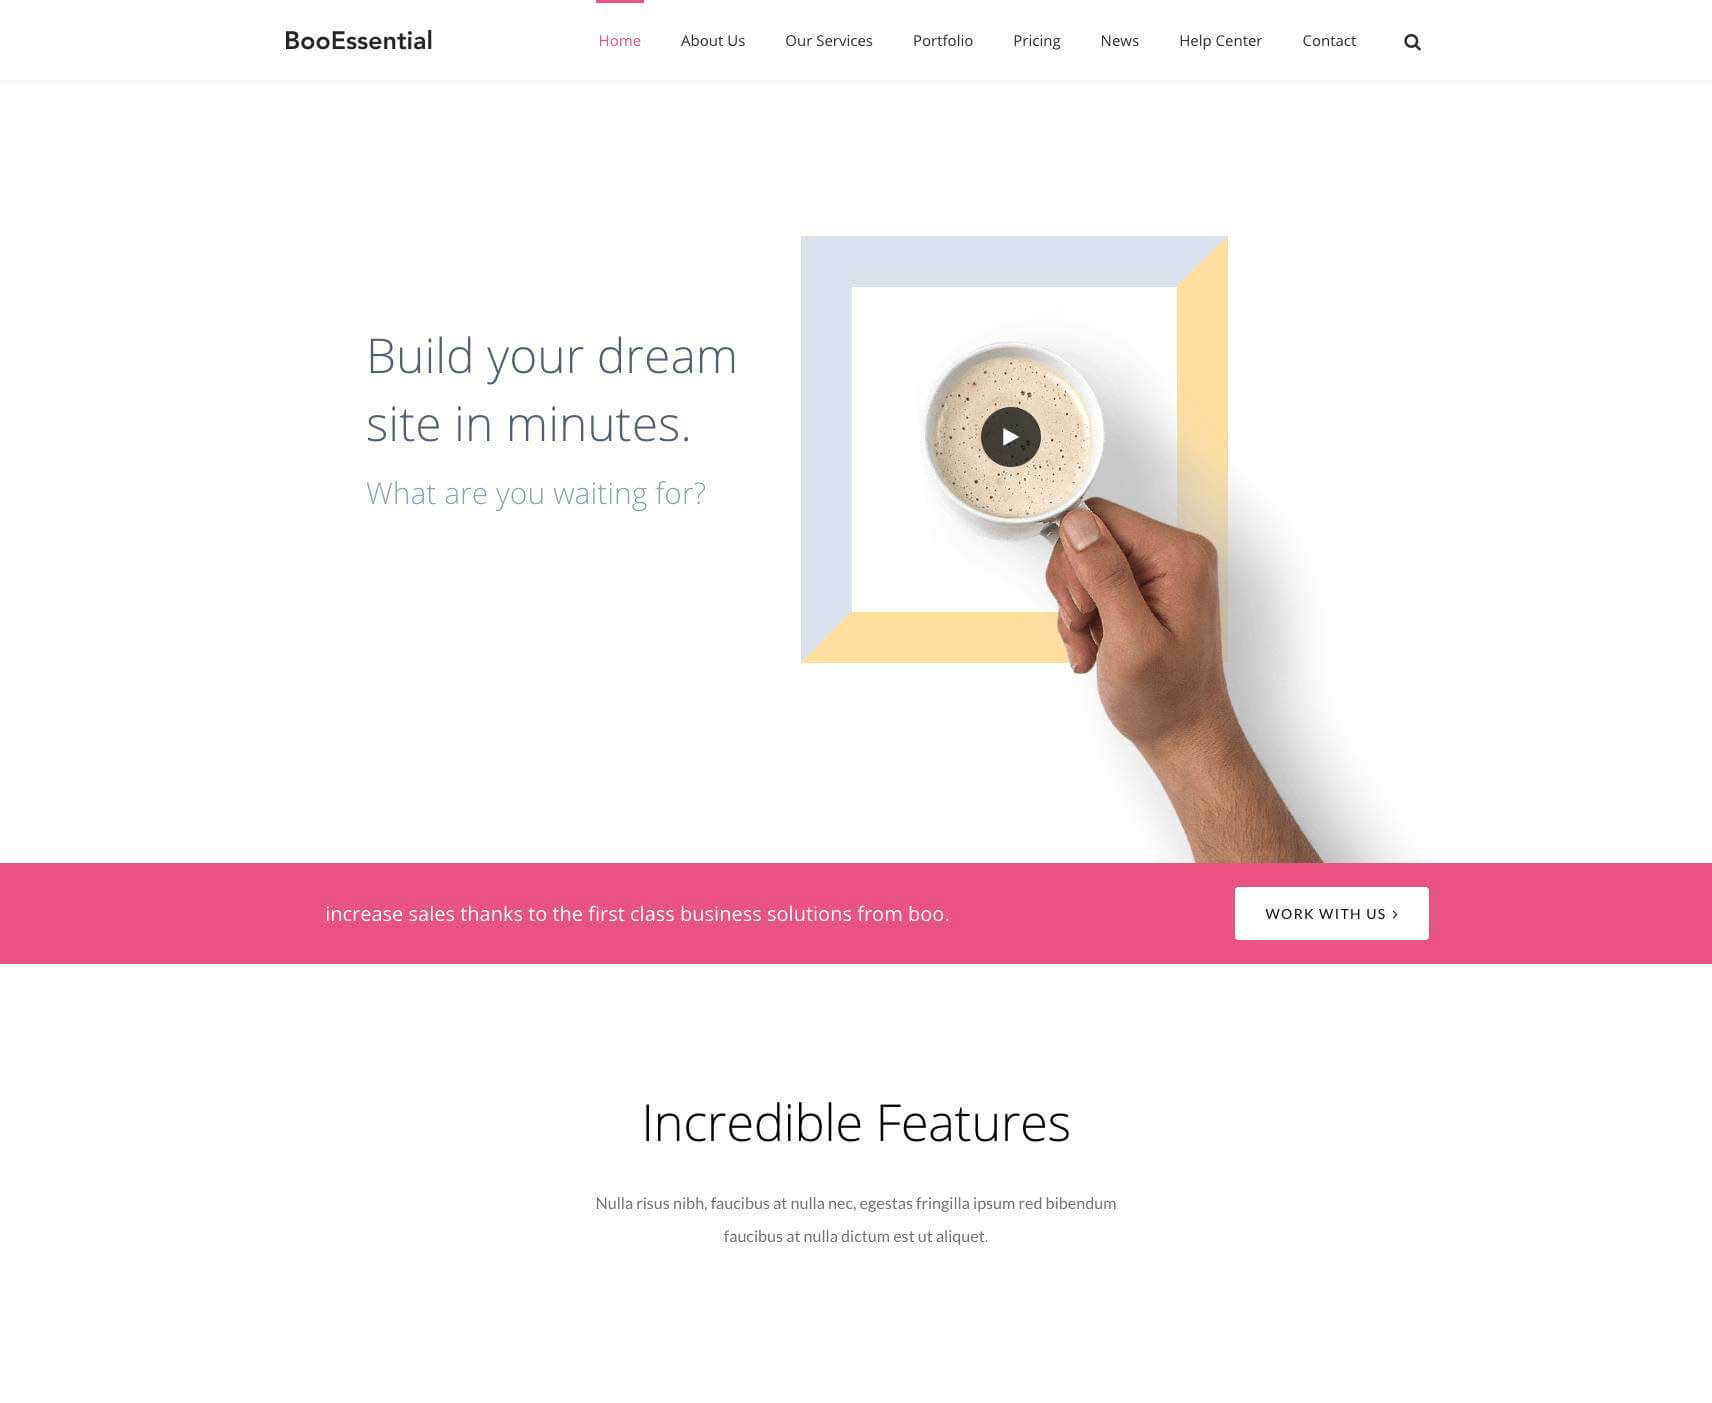 BooEssential
Home About Us Our Services Portfolio Pricing News Help Center Contact
Build your dream
site in minutes.
What are you waiting for?
increase sales thanks to the first class business solutions from boo.
WORK WITH US ›
Incredible Features
Nulla risus nibh, faucibus at nulla nec, egestas fringilla ipsum red bibendum
faucibus at nulla dictum est ut aliquet.